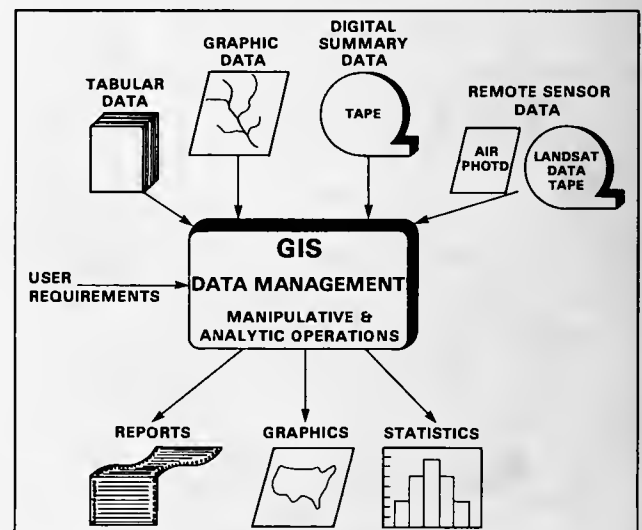 DIGITAL
SUMMARY
DATA
GRAPHIC
DATA
TABULAR
DATA
REMOTE SENSOR
DATA
TAPE
AIR
PHOTD
LANDSAT
DATA
TAPE
GIS
DATA MANAGEMENT
MANIPULATIVE &
ANALYTIC OPERATIONS
USER
REQUIREMENTS
REPORTS
GRAPHICS
STATISTICS